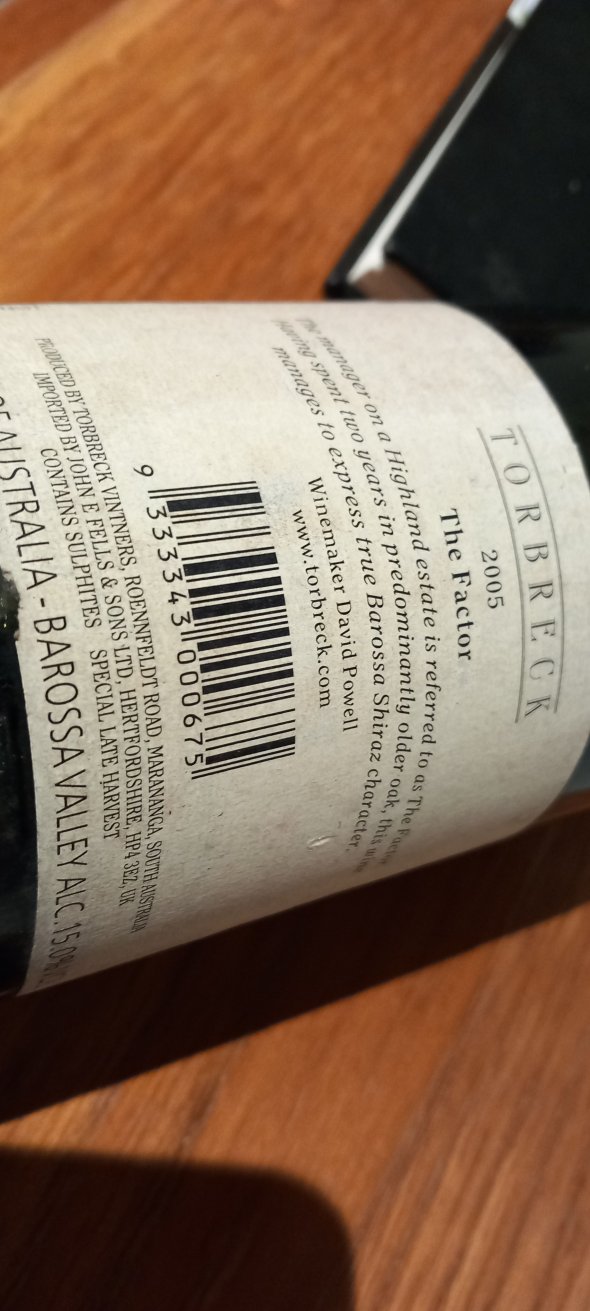 TORBRECK
2005
The Factor
The manager on a Highland estate is referred to as The Factor
having spent two years in predominantly older oak, this wine
manages to express true Barossa Shiraz character.
Winemaker David Powell
www.torbreck.com
9 333343 000675
PRODUCED BY TORBRECK VINTNERS, ROENNFELDT ROAD, MARANANGA, SOUTH AUSTRALIA
IMPORTED BY JOHN E FELLS & SONS LTD, HERTFORDSHIRE, HP4 3EZ, UK
CONTAINS SULPHITES SPECIAL LATE HARVEST
OF AUSTRALIA - BAROSSA VALLEY ALC.15.0%